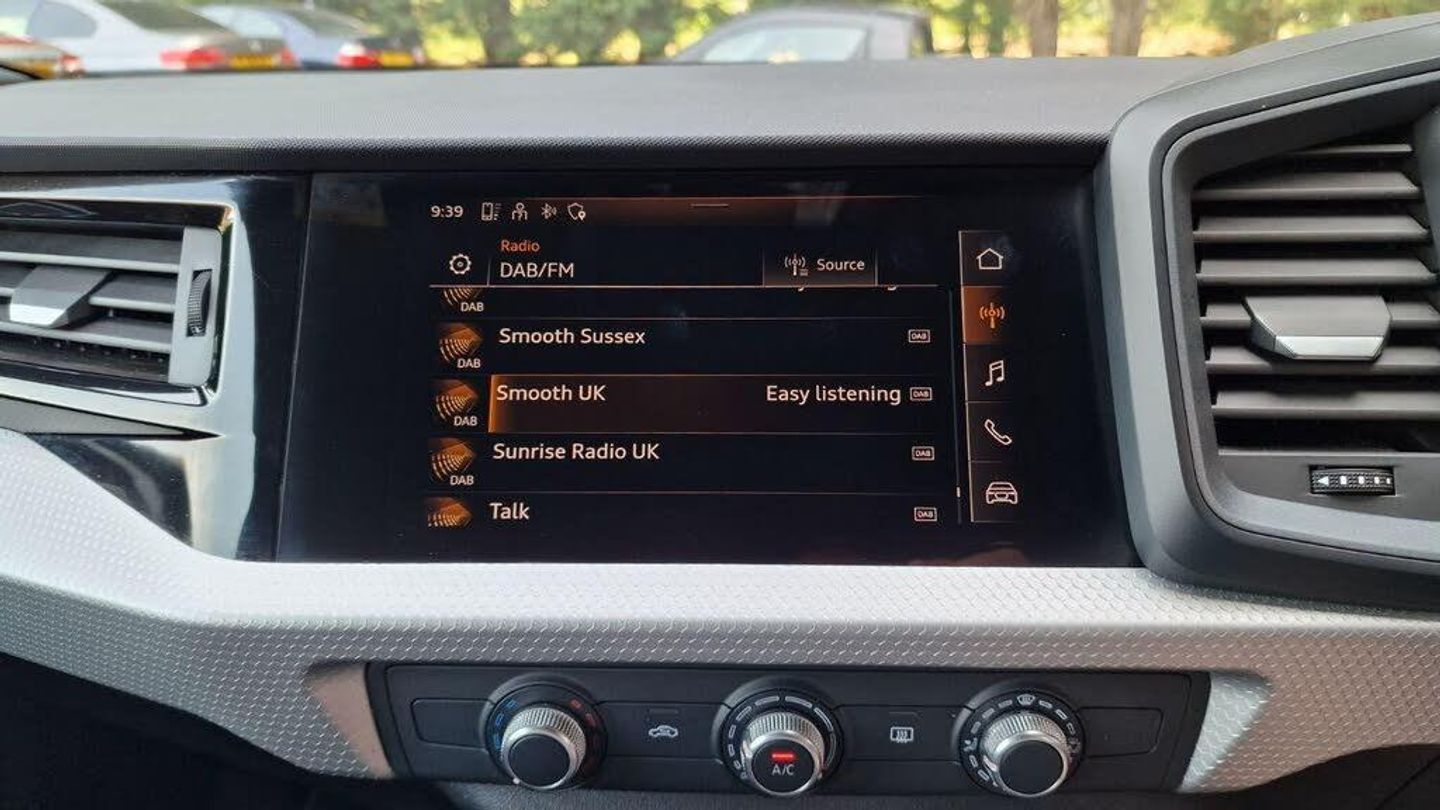 9:39
Radio
DAB/FM
Source
DAB
Smooth Sussex
DAB
DAB
Smooth UK
Easy listening
DAB
DAB
Sunrise Radio UK
DAB
DAB
Talk
DAB
A/C